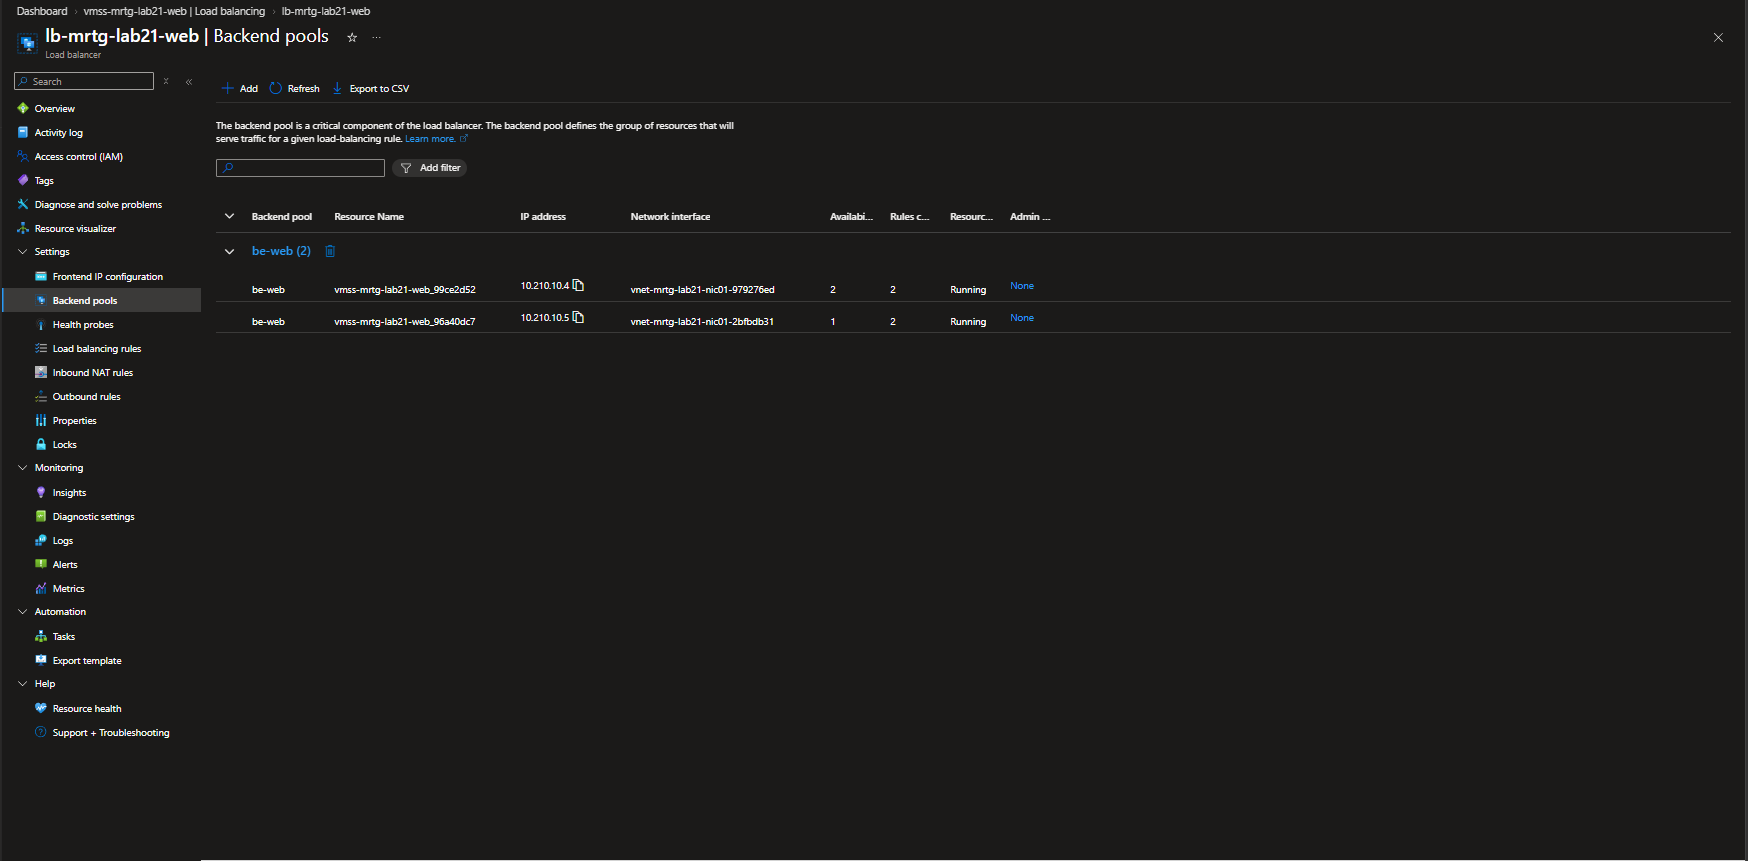 Dashboard › vmss-mrtg-lab21-web | Load balancing › lb-mrtg-lab21-web
lb-mrtg-lab21-web | Backend pools
Load balancer
Search
Overview
Activity log
Access control (IAM)
Tags
Diagnose and solve problems
Resource visualizer
Settings
Frontend IP configuration
Backend pools
Health probes
Load balancing rules
Inbound NAT rules
Outbound rules
Properties
Locks
Monitoring
Insights
Diagnostic settings
Logs
Alerts
Metrics
Automation
Tasks
Export template
Help
Resource health
Support + Troubleshooting
Add Refresh Export to CSV
The backend pool is a critical component of the load balancer. The backend pool defines the group of resources that will
serve traffic for a given load-balancing rule. Learn more.
Add filter
Backend pool Resource Name IP address Network interface Availabi... Rules c... Resourc... Admin ...
be-web (2)
be-web vmss-mrtg-lab21-web_99ce2d52 10.210.10.4 vnet-mrtg-lab21-nic01-979276ed 2 2 Running None
be-web vmss-mrtg-lab21-web_96a40dc7 10.210.10.5 vnet-mrtg-lab21-nic01-2bfbdb31 1 2 Running None